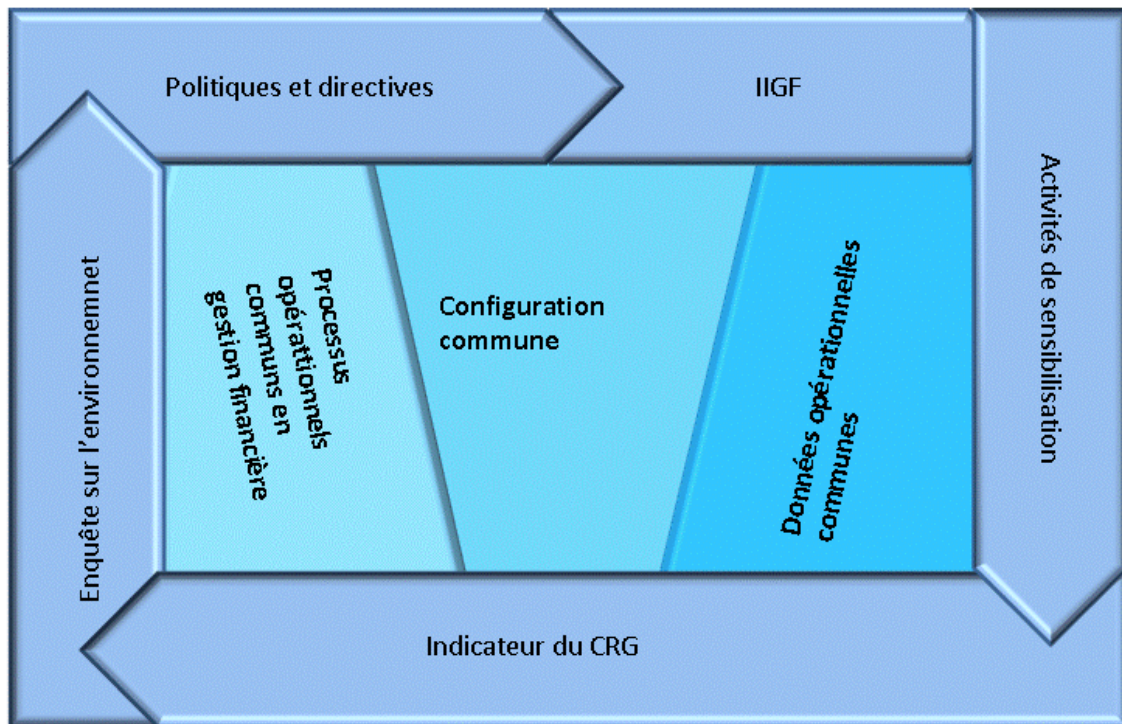 Politiques et directives
IIGF
Activités de sensibilisation
Indicateur du CRG
Enquête sur l'environnemnet
Processus
opérattionnels
communs en
gestion financière
Configuration
commune
Données opérationnelles
communes